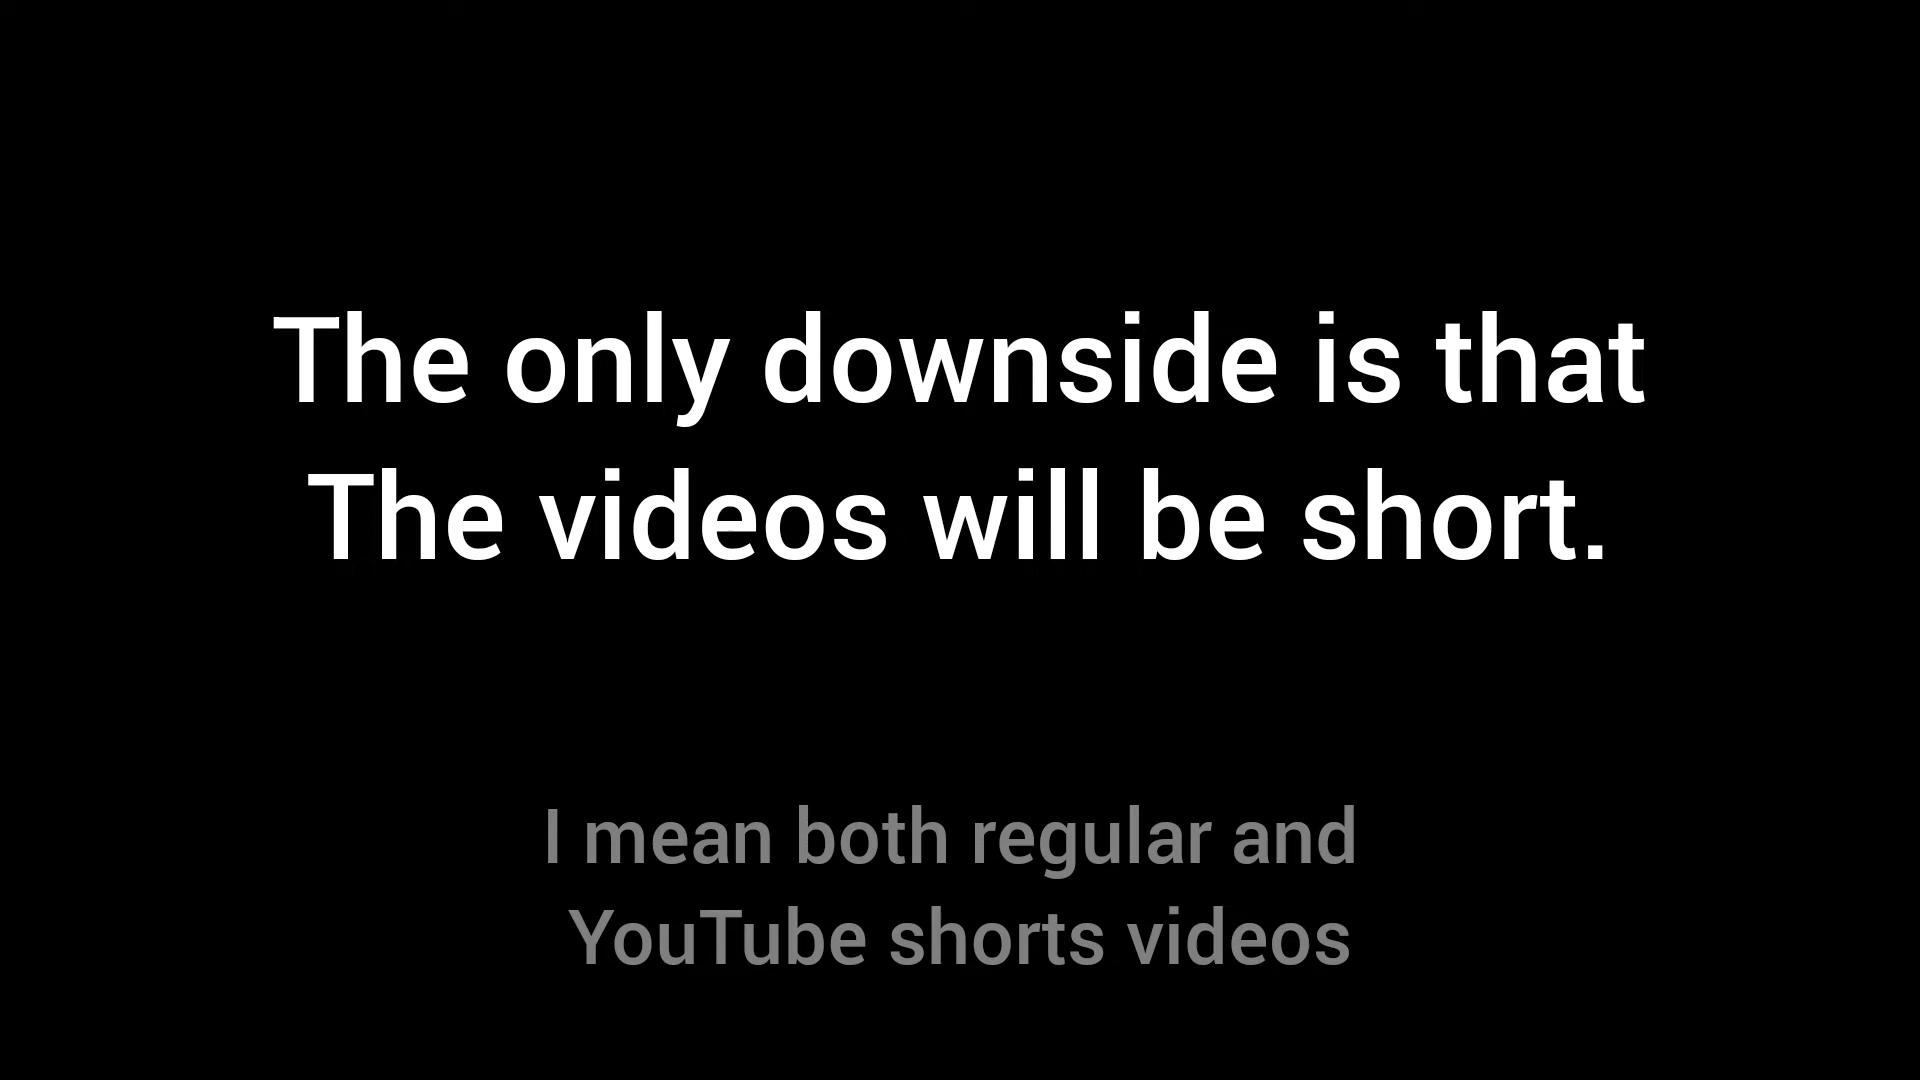 The only downside is that
The videos will be short.
I mean both regular and
YouTube shorts videos